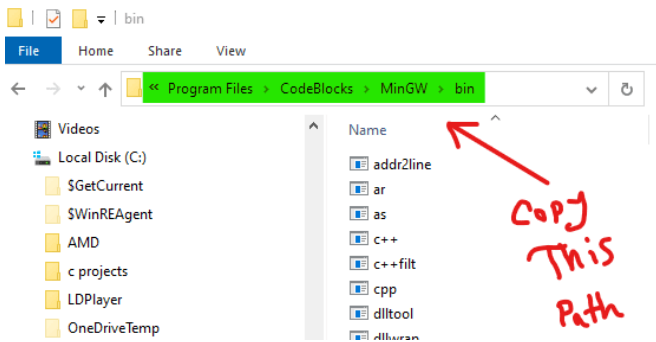 bin
File Home Share View
« Program Files > CodeBlocks > MinGW > bin
Videos
Local Disk (C:)
$GetCurrent
$WinREAgent
AMD
c projects
LDPlayer
OneDriveTemp
Name
addr2line
ar
as
c++
c++filt
cpp
dlltool
dllwrap
Copy
This
Path